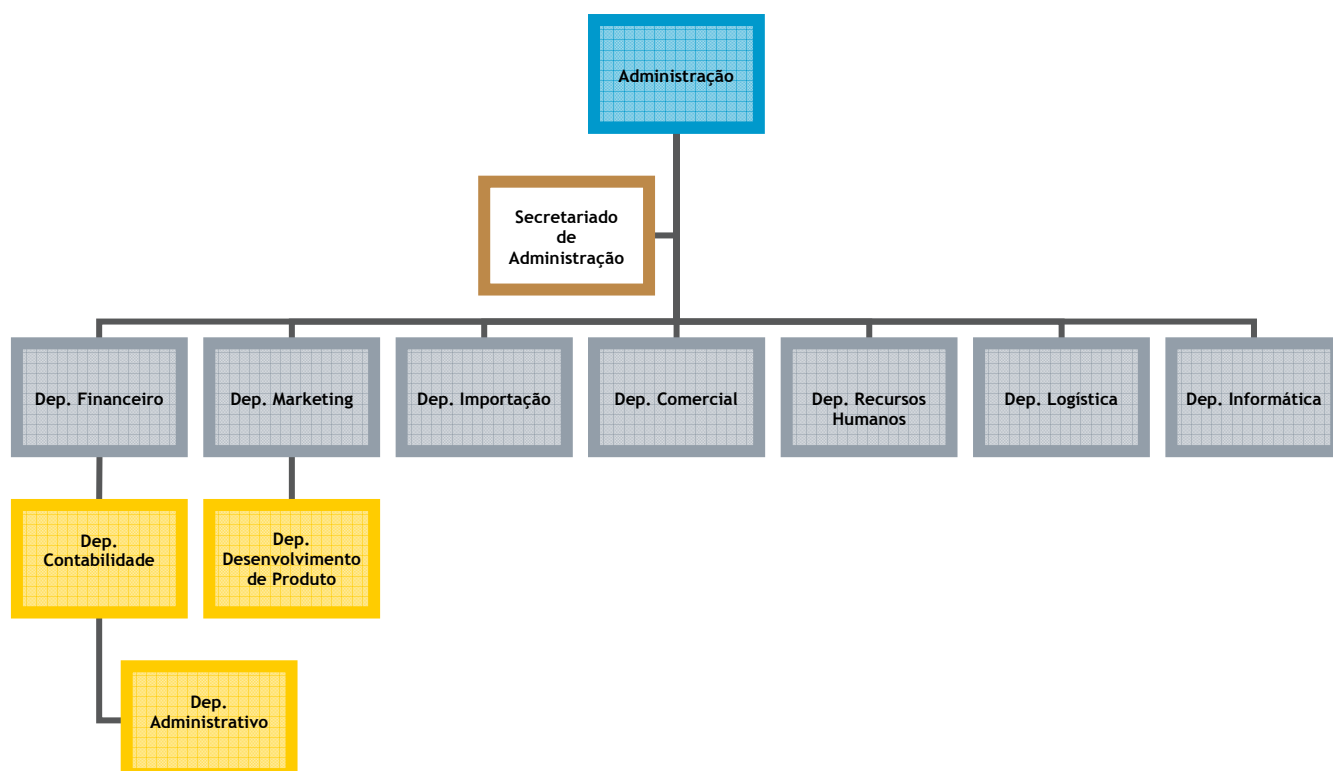 Administração
Secretariado
de
Administração
Dep. Financeiro
Dep. Marketing
Dep. Importação
Dep. Comercial
Dep. Recursos
Humanos
Dep. Logística
Dep. Informática
Dep.
Contabilidade
Dep.
Desenvolvimento
de Produto
Dep.
Administrativo